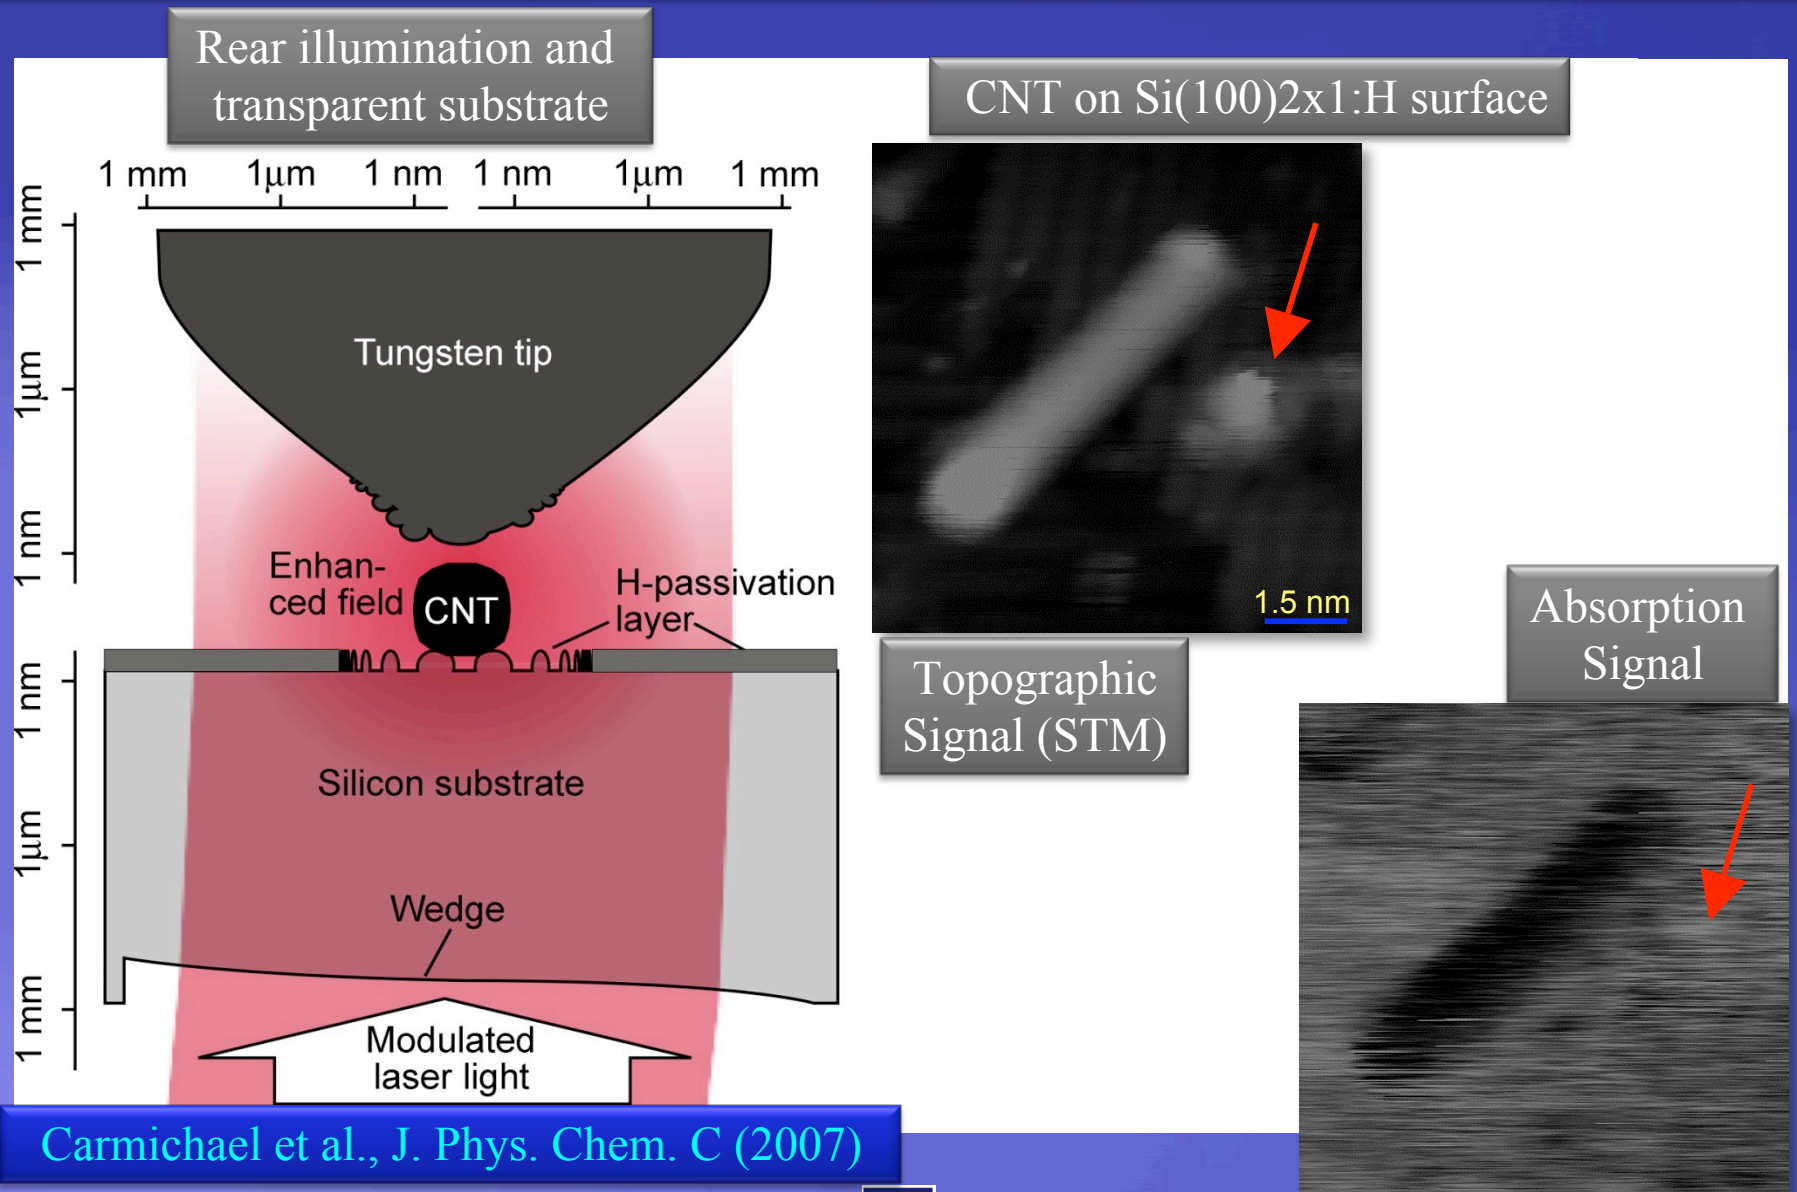 Rear illumination and
transparent substrate
CNT on Si(100)2x1:H surface
1 mm 1μm 1 nm 1 nm 1μm 1 mm
1 mm
1μm
1 nm
1 nm
1μm
1 mm
Tungsten tip
Enhan-
ced field
CNT
H-passivation
layer
Silicon substrate
Wedge
Modulated
laser light
1.5 nm
Topographic
Signal (STM)
Absorption
Signal
Carmichael et al., J. Phys. Chem. C (2007)